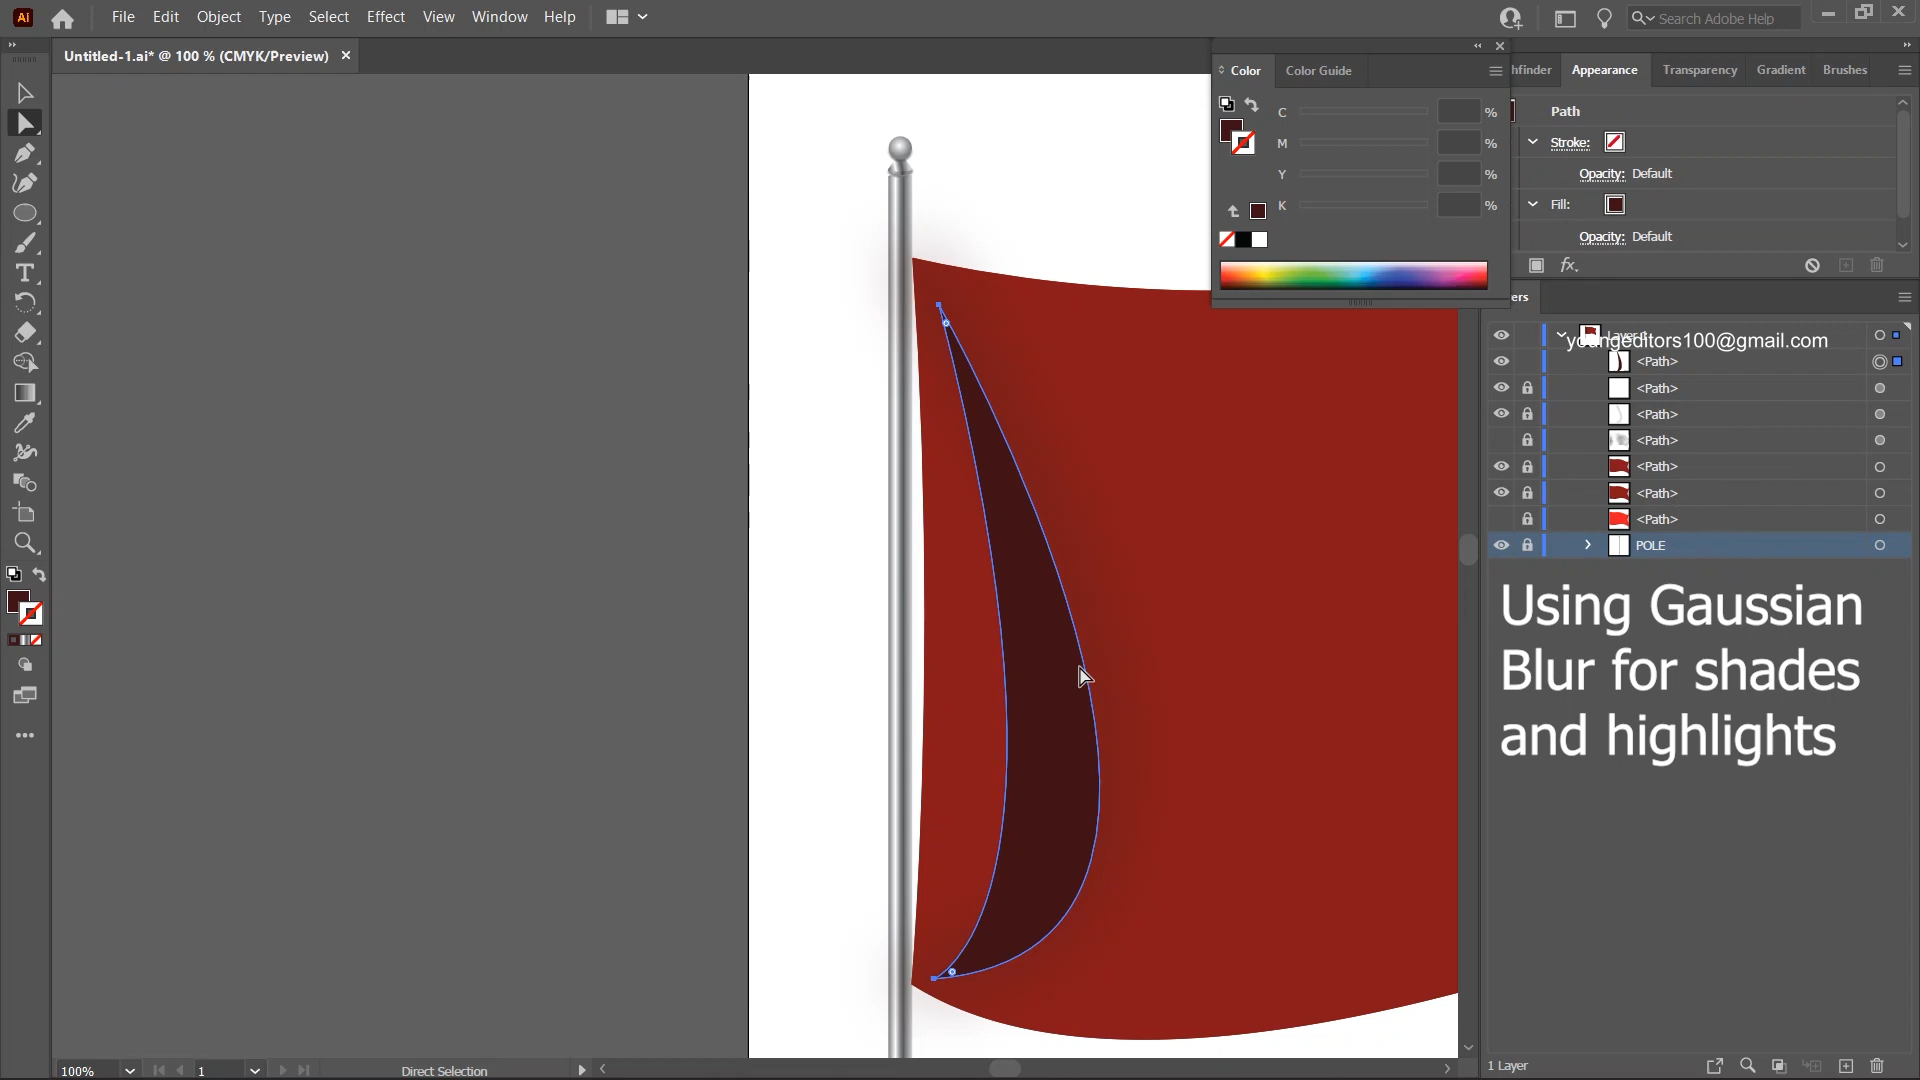 Ai File Edit Object Type Select Effect View Window Help Search Adobe Help
Untitled-1.ai* @ 100 % (CMYK/Preview)
Color Color Guide
hfinder Appearance Transparency Gradient Brushes
C %
M %
Y %
K %
Path
Stroke:
Opacity: Default
Fill:
Opacity: Default
fx.
ers
youngeditors100@gmail.com
<Path>
<Path>
<Path>
<Path>
<Path>
<Path>
<Path>
POLE
Using Gaussian
Blur for shades
and highlights
100% 1 Direct Selection
1 Layer